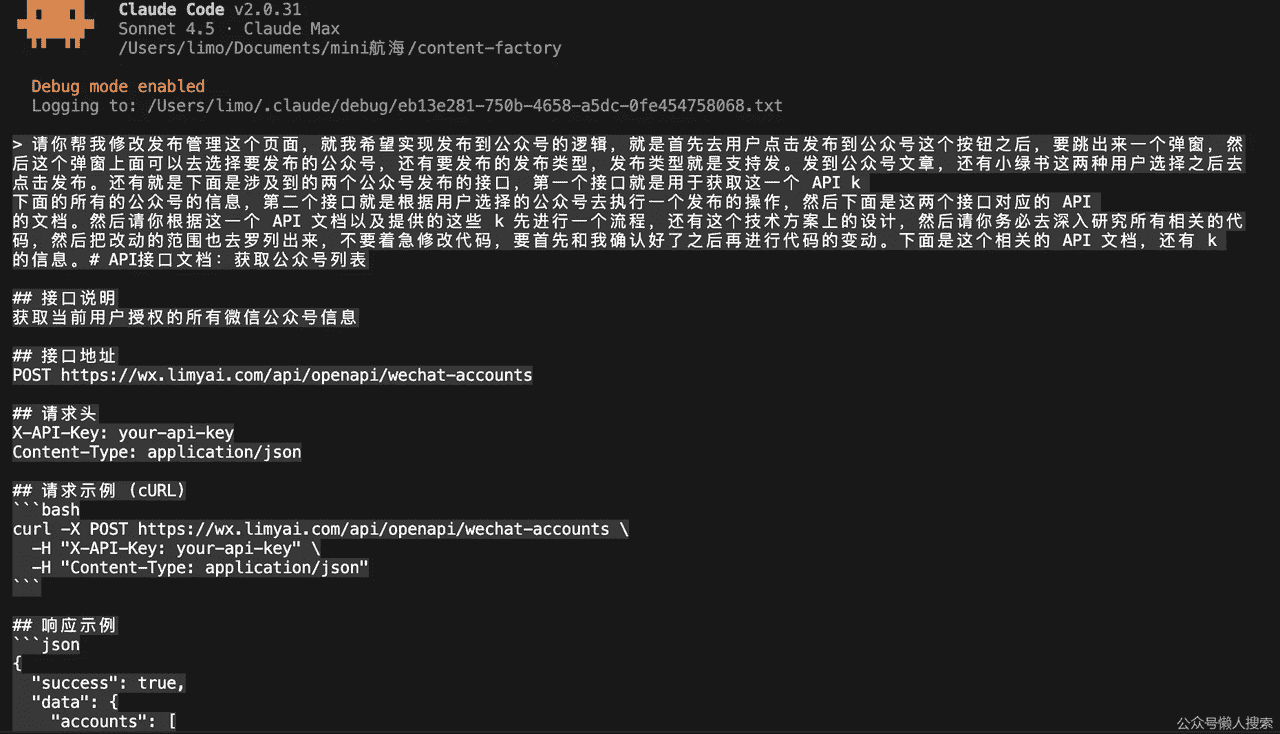 Claude Code v2.0.31
Sonnet 4.5 · Claude Max
/Users/limo/Documents/mini航海/content-factory
Debug mode enabled
Logging to: /Users/limo/.claude/debug/eb13e281-750b-4658-a5dc-0fe454758068.txt
> 请你帮我修改发布管理这个页面，就我希望实现发布到公众号的逻辑，就是首先去用户点击发布到公众号这个按钮之后，要跳出来一个弹窗，然
后这个弹窗上面可以去选择要发布的公众号，还有要发布的发布类型，发布类型就是支持发。发到公众号文章，还有小绿书这两种用户选择之后去
点击发布。还有就是下面是涉及到的两个公众号发布的接口，第一个接口就是用于获取这一个 API k
下面的所有的公众号的信息，第二个接口就是根据用户选择的公众号去执行一个发布的操作，然后下面是这两个接口对应的 API
的文档。然后请你根据这一个 API 文档以及提供的这些 k 先进行一个流程，还有这个技术方案上的设计，然后请你务必去深入研究所有相关的代
码，然后把改动的范围也去罗列出来，不要着急修改代码，要首先和我确认好了之后再进行代码的变动。下面是这个相关的 API 文档，还有 k
的信息。# API接口文档：获取公众号列表
## 接口说明
获取当前用户授权的所有微信公众号信息
## 接口地址
POST https://wx.limyai.com/api/openapi/wechat-accounts
## 请求头
X-API-Key: your-api-key
Content-Type: application/json
## 请求示例 (cURL)
```bash
curl -X POST https://wx.limyai.com/api/openapi/wechat-accounts \
-H "X-API-Key: your-api-key" \
-H "Content-Type: application/json"
```
## 响应示例
```json
{
"success": true,
"data": {
"accounts": [
公众号懒人搜索